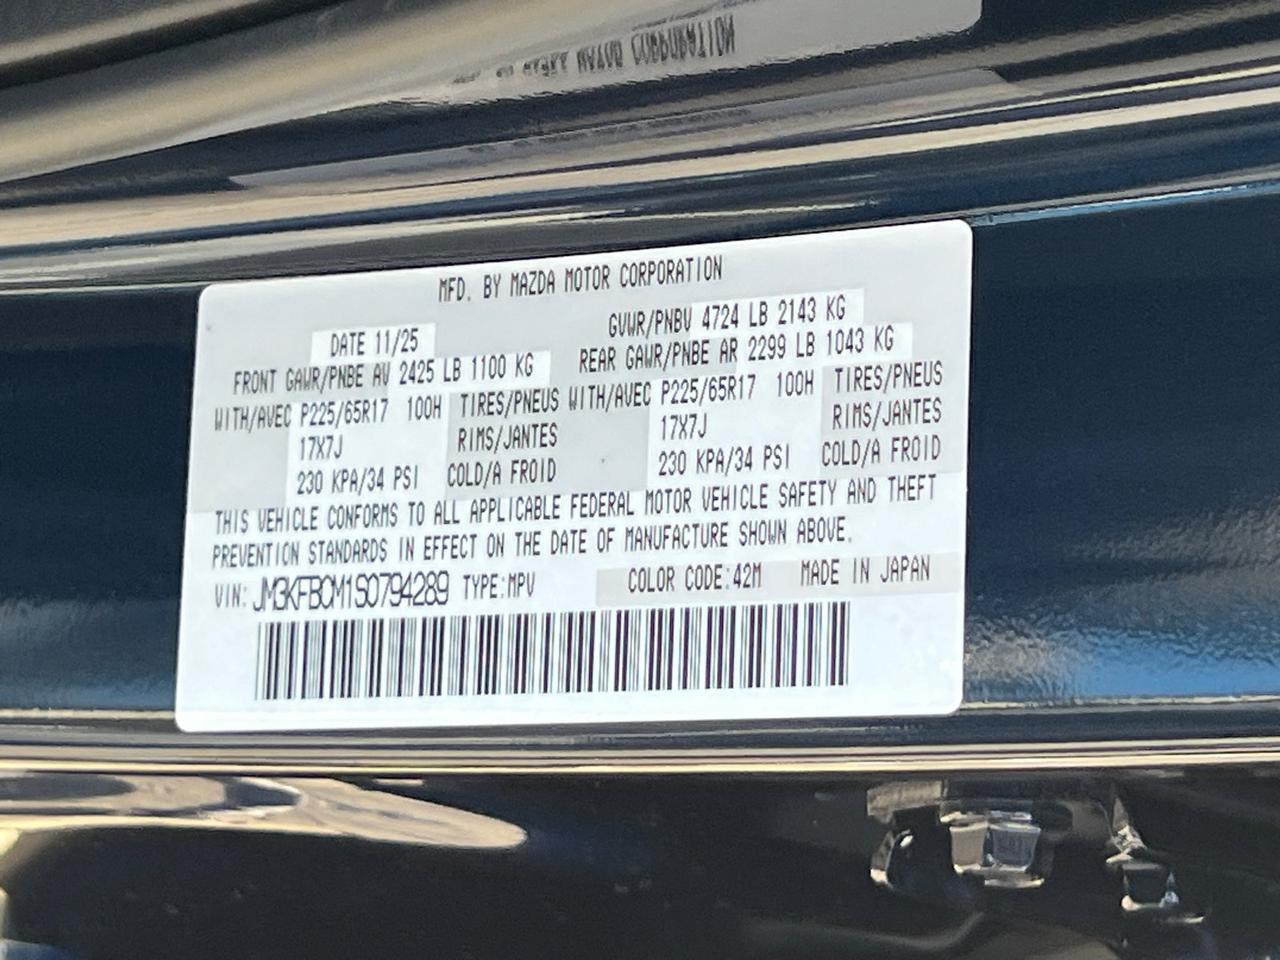 MFD. BY MAZDA MOTOR CORPORATION
DATE 11/25
GVWR/PNBV 4724 LB 2143 KG
FRONT GAWR/PNBE AV 2425 LB 1100 KG
REAR GAWR/PNBE AR 2299 LB 1043 KG
WITH/AVEC P225/65R17 100H TIRES/PNEUS WITH/AVEC P225/65R17 100H TIRES/PNEUS
17X7J RIMS/JANTES 17X7J RIMS/JANTES
230 KPA/34 PSI COLD/A FROID 230 KPA/34 PSI COLD/A FROID
THIS VEHICLE CONFORMS TO ALL APPLICABLE FEDERAL MOTOR VEHICLE SAFETY AND THEFT
PREVENTION STANDARDS IN EFFECT ON THE DATE OF MANUFACTURE SHOWN ABOVE.
VIN: JM3KFBCM1S0794289 TYPE:MPV COLOR CODE:42M MADE IN JAPAN